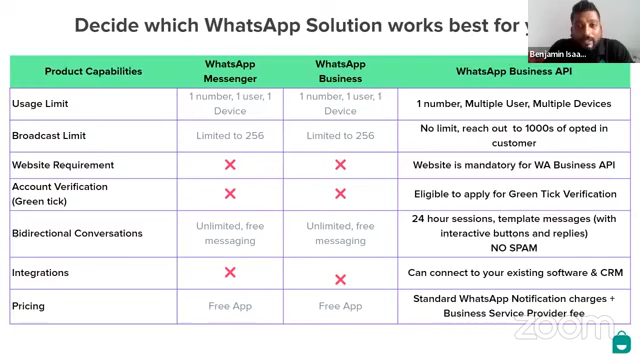 Decide which WhatsApp Solution works best for
Benjamin Isaa...
Product Capabilities
WhatsApp
Messenger
WhatsApp
Business
WhatsApp Business API
Usage Limit
1 number, 1 user, 1
Device
1 number, 1 user, 1
Device
1 number, Multiple User, Multiple Devices
Broadcast Limit
Limited to 256
Limited to 256
No limit, reach out to 1000s of opted in
customer
Website Requirement
Website is mandatory for WA Business API
Account Verification
(Green tick)
Eligible to apply for Green Tick Verification
Bidirectional Conversations
Unlimited, free
messaging
Unlimited, free
messaging
24 hour sessions, template messages (with
interactive buttons and replies)
NO SPAM
Integrations
Can connect to your existing software & CRM
Pricing
Free App
Free App
Standard WhatsApp Notification charges +
Business Service Provider fee
zoom